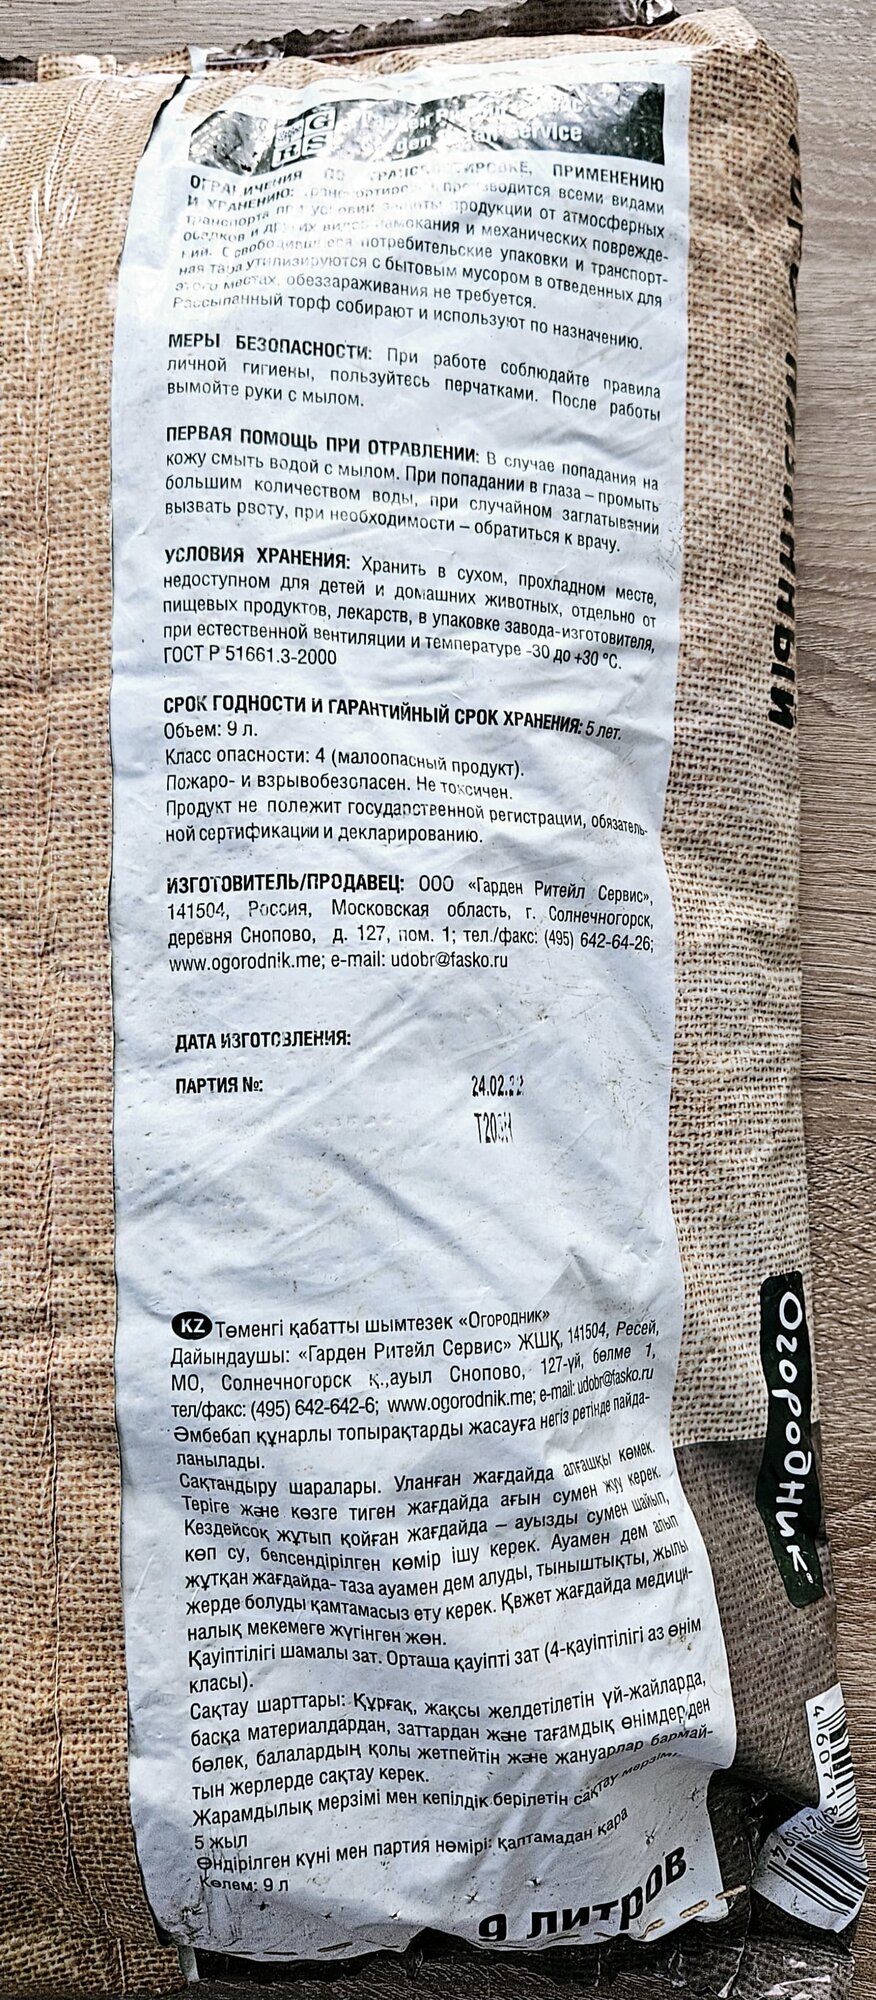 GRS
Гарден Ритейл Сервис
Garden Retail Service
ОГРАНИЧЕНИЯ ПО ТРАНСПОРТИРОВКЕ, ПРИМЕНЕНИЮ
И ХРАНЕНИЮ: Транспортировка производится всеми видами
транспорта при условии защиты продукции от атмосферных
осадков и других видов намокания и механических поврежде-
ний. Освободившиеся потребительские упаковки и транспорт-
ная тара утилизируются с бытовым мусором в отведенных для
этого местах, обеззараживания не требуется.
Рассыпанный торф собирают и используют по назначению.
МЕРЫ БЕЗОПАСНОСТИ: При работе соблюдайте правила
личной гигиены, пользуйтесь перчатками. После работы
вымойте руки с мылом.
ПЕРВАЯ ПОМОЩЬ ПРИ ОТРАВЛЕНИИ: В случае попадания на
кожу смыть водой с мылом. При попадании в глаза – промыть
большим количеством воды, при случайном заглатывании
вызвать рвоту, при необходимости – обратиться к врачу.
УСЛОВИЯ ХРАНЕНИЯ: Хранить в сухом, прохладном месте,
недоступном для детей и домашних животных, отдельно от
пищевых продуктов, лекарств, в упаковке завода-изготовителя,
при естественной вентиляции и температуре -30 до +30 °С.
ГОСТ Р 51661.3-2000
СРОК ГОДНОСТИ И ГАРАНТИЙНЫЙ СРОК ХРАНЕНИЯ: 5 лет.
Объем: 9 л.
Класс опасности: 4 (малоопасный продукт).
Пожаро- и взрывобезопасен. Не токсичен.
Продукт не полежит государственной регистрации, обязатель-
ной сертификации и декларированию.
ИЗГОТОВИТЕЛЬ/ПРОДАВЕЦ: ООО «Гарден Ритейл Сервис»,
141504, Россия, Московская область, г. Солнечногорск,
деревня Снопово, д. 127, пом. 1; тел./факс: (495) 642-64-26;
www.ogorodnik.me; e-mail: udobr@fasko.ru
ДАТА ИЗГОТОВЛЕНИЯ:
ПАРТИЯ №:
24.02.22
KZ Төменгі қабатты шымтезек «Огородник»
Дайындаушы: «Гарден Ритейл Сервис» ЖШҚ, 141504, Ресей,
МО, Солнечногорск қ.,ауыл Снопово, 127-үй, бөлме 1,
тел/факс: (495) 642-642-6; www.ogorodnik.me; e-mail: udobr@fasko.ru
Әмбебап құнарлы топырақтарды жасауға негіз ретінде пайда-
ланылады.
Сақтандыру шаралары. Уланған жағдайда алғашқы көмек.
Теріге және көзге тиген жағдайда ағын сумен жуу керек.
Кездейсоқ жұтып қойған жағдайда – ауызды сумен шайып,
көп су, белсендірілген көмір ішу керек. Ауамен дем алып
жұтқан жағдайда- таза ауамен дем алуды, тыныштықты, жылы
жерде болуды қамтамасыз ету керек. Қвжет жағдайда медици-
налық мекемеге жүгінген жөн.
Қауіптілігі шамалы зат. Орташа қауіпті зат (4-қауіптілігі аз өнім
класы).
Сақтау шарттары: Құрғақ, жақсы желдетілетін үй-жайларда,
басқа материалдардан, заттардан және тағамдық өнімдерден
бөлек, балалардың қолы жетпейтін және жануарлар бармай-
тын жерлерде сақтау керек.
Жарамдылық мерзімі мен кепілдік берілетін сақтау мерзімі:
5 жыл
Өндірілген күні мен партия нөмірі: қаптамадан қара
Көлем: 9 л
9 литров
Огородник